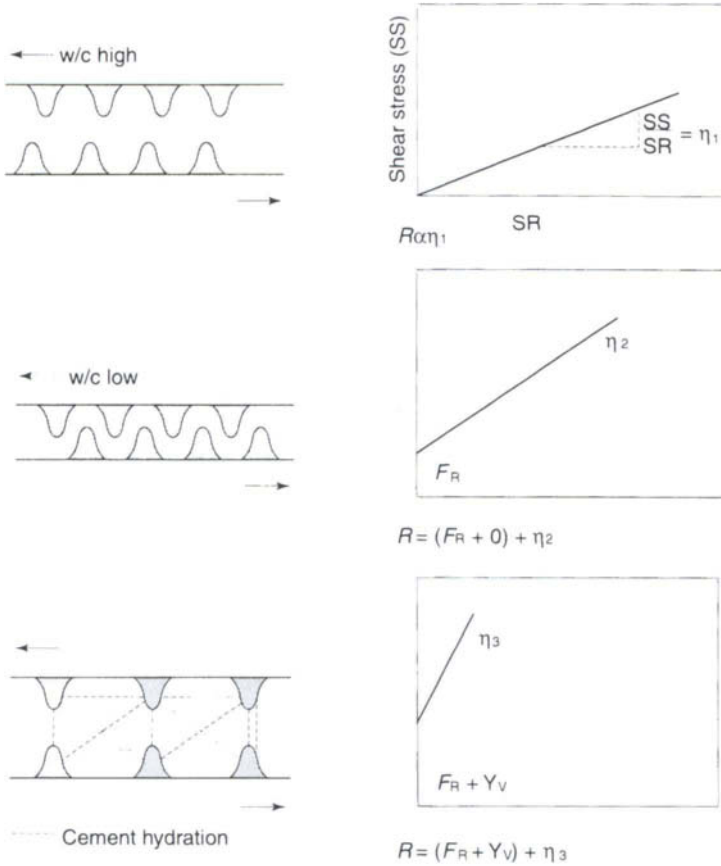 w/c high
Shear stress (SS)
SS
SR
= η1
SR
Rαη1
w/c low
η2
FR
R = (FR + 0) + η2
η3
FR + YV
Cement hydration
R = (FR + YV) + η3